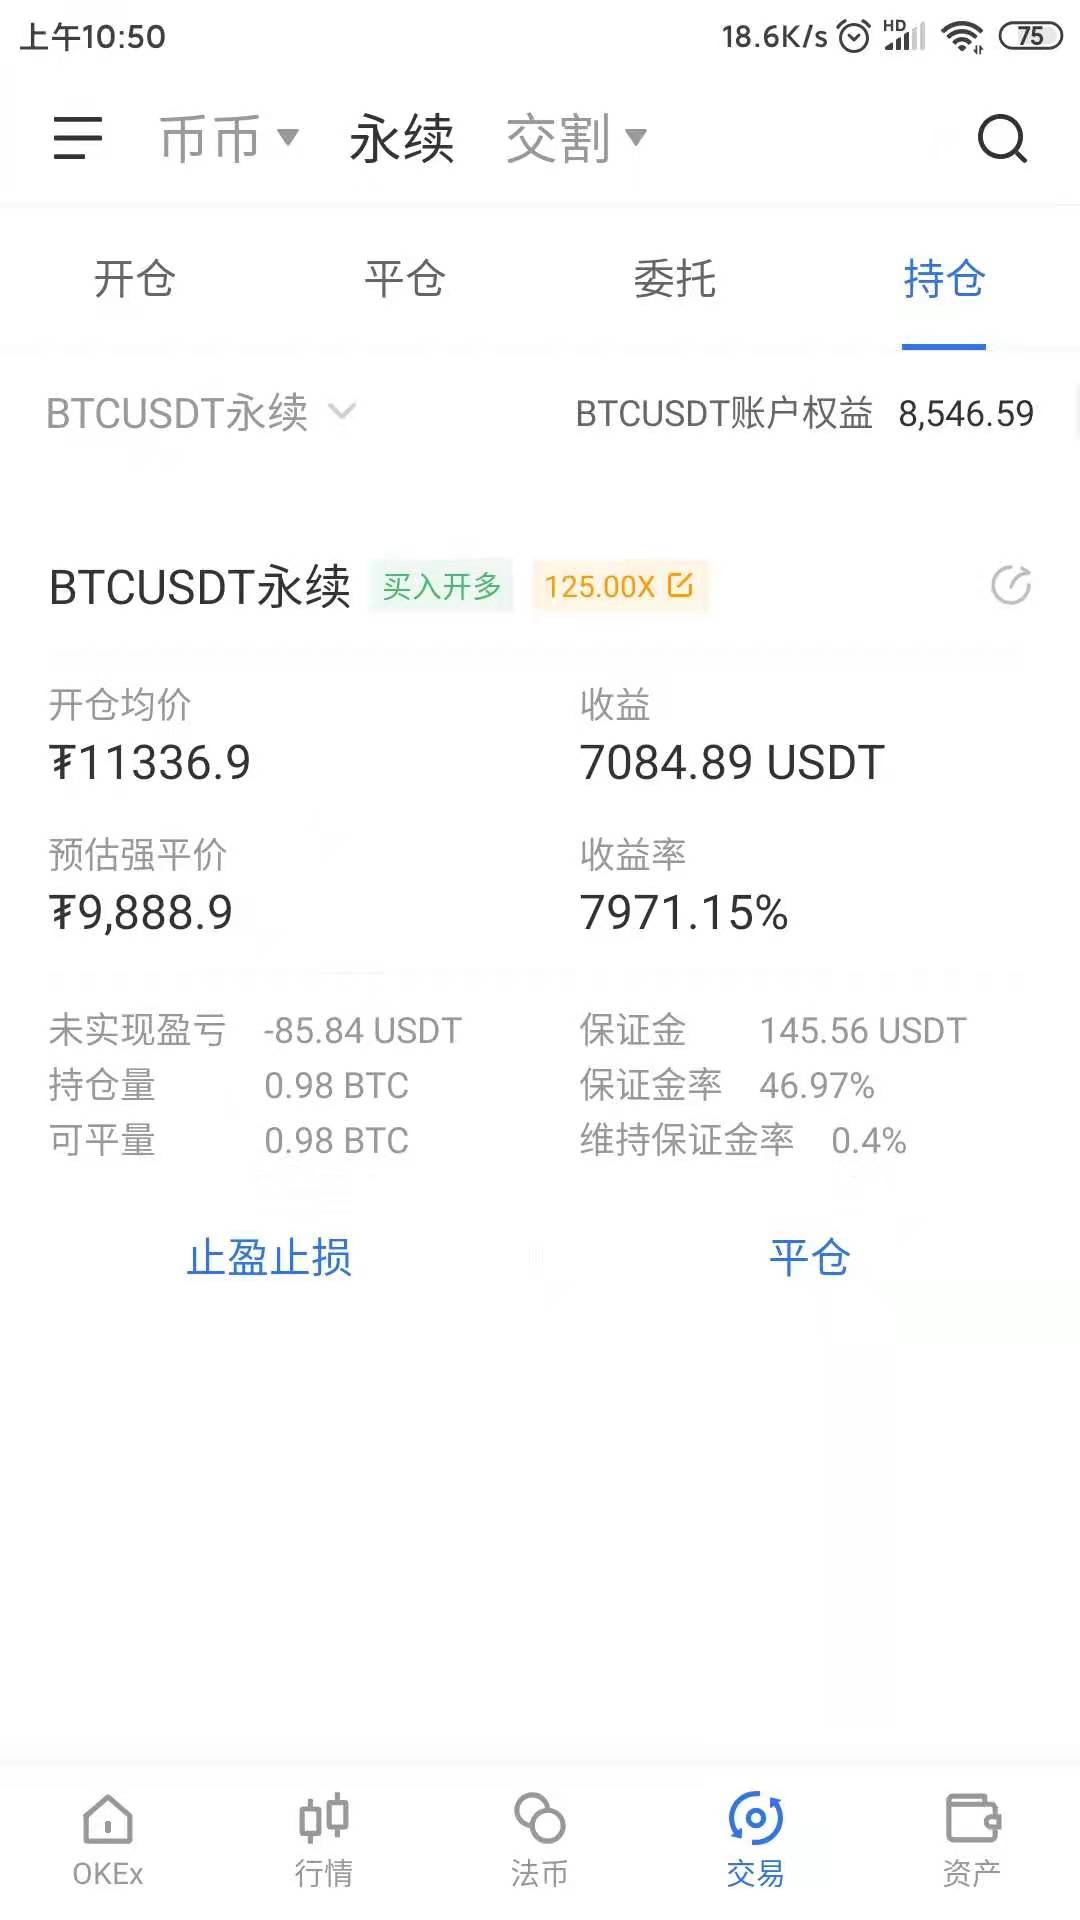 上午10:50 18.6K/s HD 75
币币 永续 交割
开仓 平仓 委托 持仓
BTCUSDT永续 BTCUSDT账户权益 8,546.59
BTCUSDT永续 买入开多 125.00X
开仓均价 收益
₮11336.9 7084.89 USDT
预估强平价 收益率
₮9,888.9 7971.15%
未实现盈亏 -85.84 USDT 保证金 145.56 USDT
持仓量 0.98 BTC 保证金率 46.97%
可平量 0.98 BTC 维持保证金率 0.4%
止盈止损 平仓
OKEx 行情 法币 交易 资产